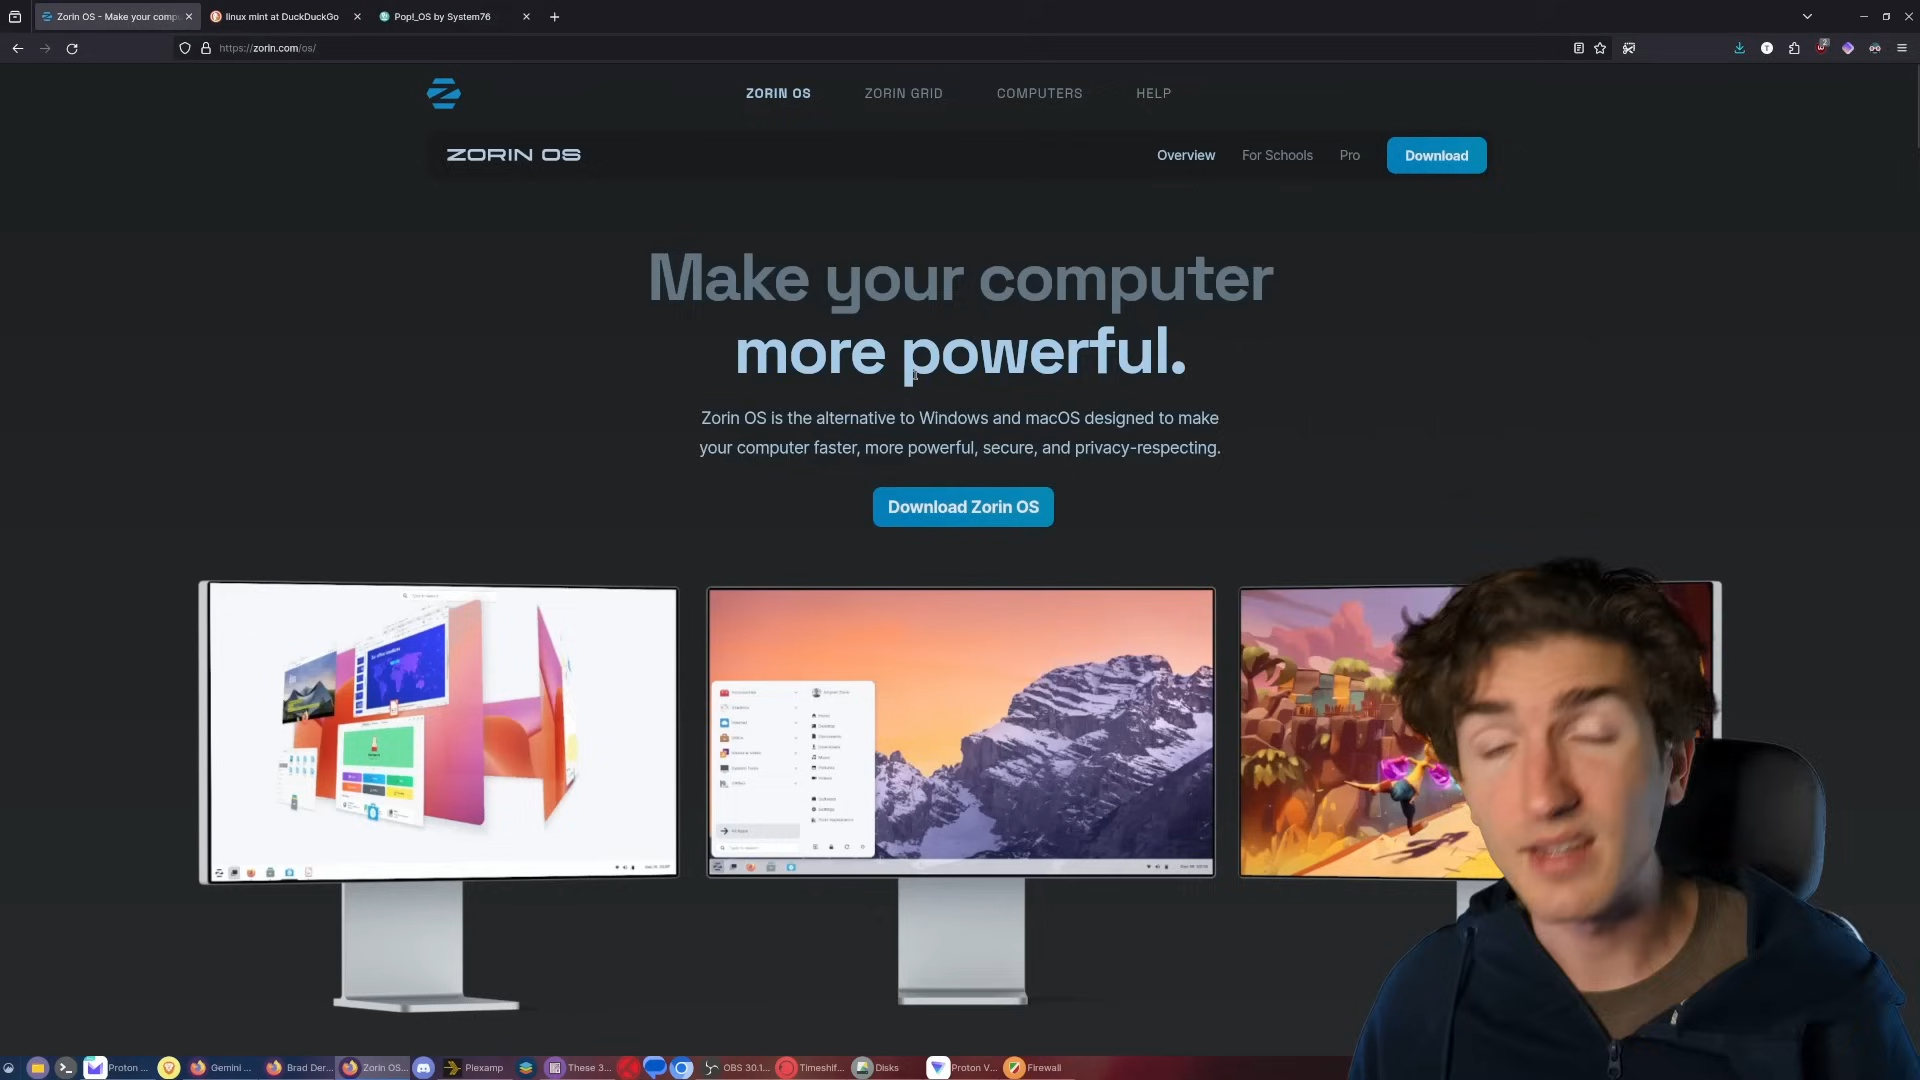 Zorin OS - Make your compu
linux mint at DuckDuckGo
Pop!_OS by System76
https://zorin.com/os/
2
ZORIN OS
ZORIN GRID
COMPUTERS
HELP
ZORIN OS
Overview
For Schools
Pro
Download
Make your computer
more powerful.
Zorin OS is the alternative to Windows and macOS designed to make
your computer faster, more powerful, secure, and privacy-respecting.
Download Zorin OS
Proton ...
Gemini ...
Brad Der...
Zorin OS...
Plexamp
These 3...
OBS 30.1...
Timeshif...
Disks
Proton V...
Firewall